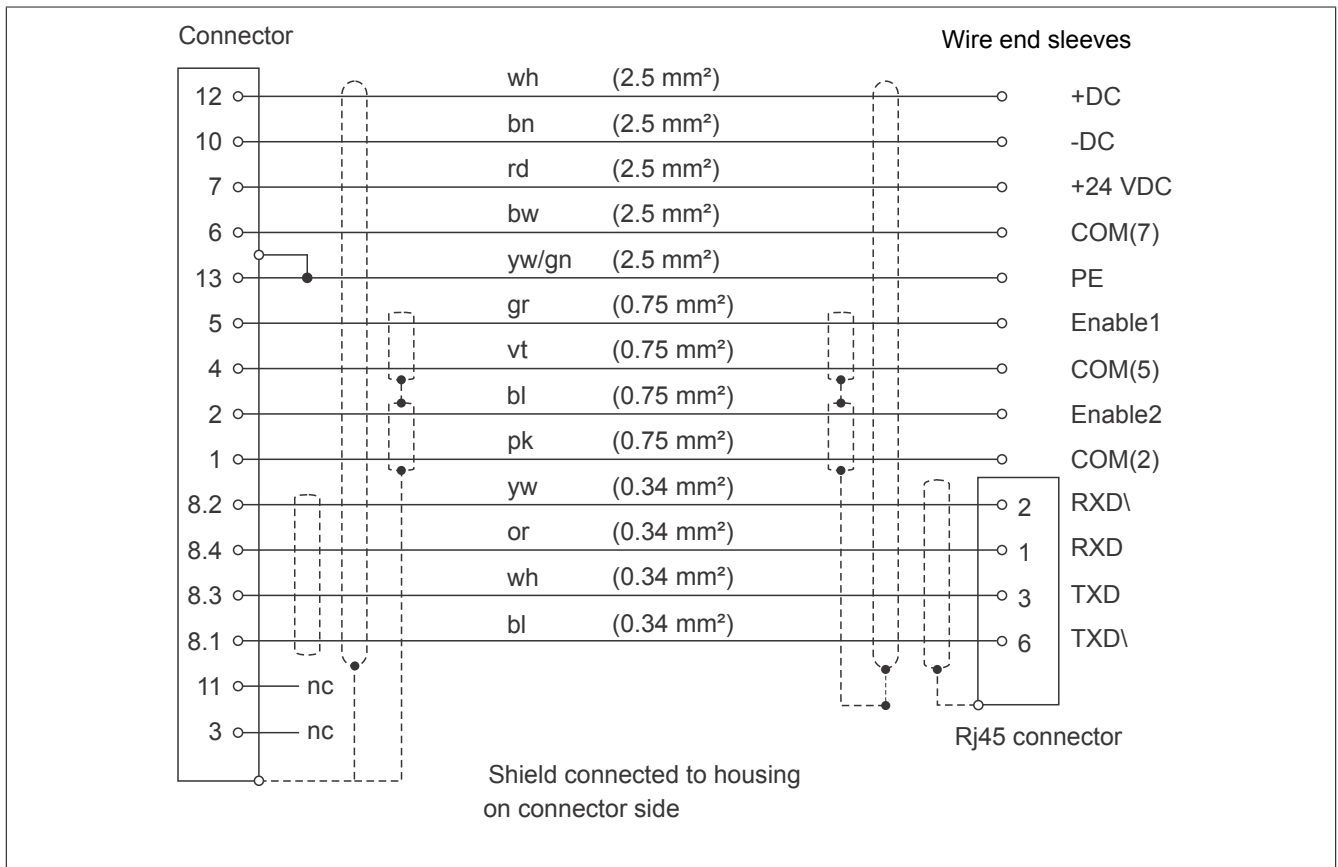 Connector
Wire end sleeves
12 wh (2.5 mm²) +DC
10 bn (2.5 mm²) -DC
7 rd (2.5 mm²) +24 VDC
6 bw (2.5 mm²) COM(7)
13 yw/gn (2.5 mm²) PE
5 gr (0.75 mm²) Enable1
4 vt (0.75 mm²) COM(5)
2 bl (0.75 mm²) Enable2
1 pk (0.75 mm²) COM(2)
8.2 yw (0.34 mm²) 2 RXD\
8.4 or (0.34 mm²) 1 RXD
8.3 wh (0.34 mm²) 3 TXD
8.1 bl (0.34 mm²) 6 TXD\
11 nc
3 nc
Rj45 connector
Shield connected to housing
on connector side